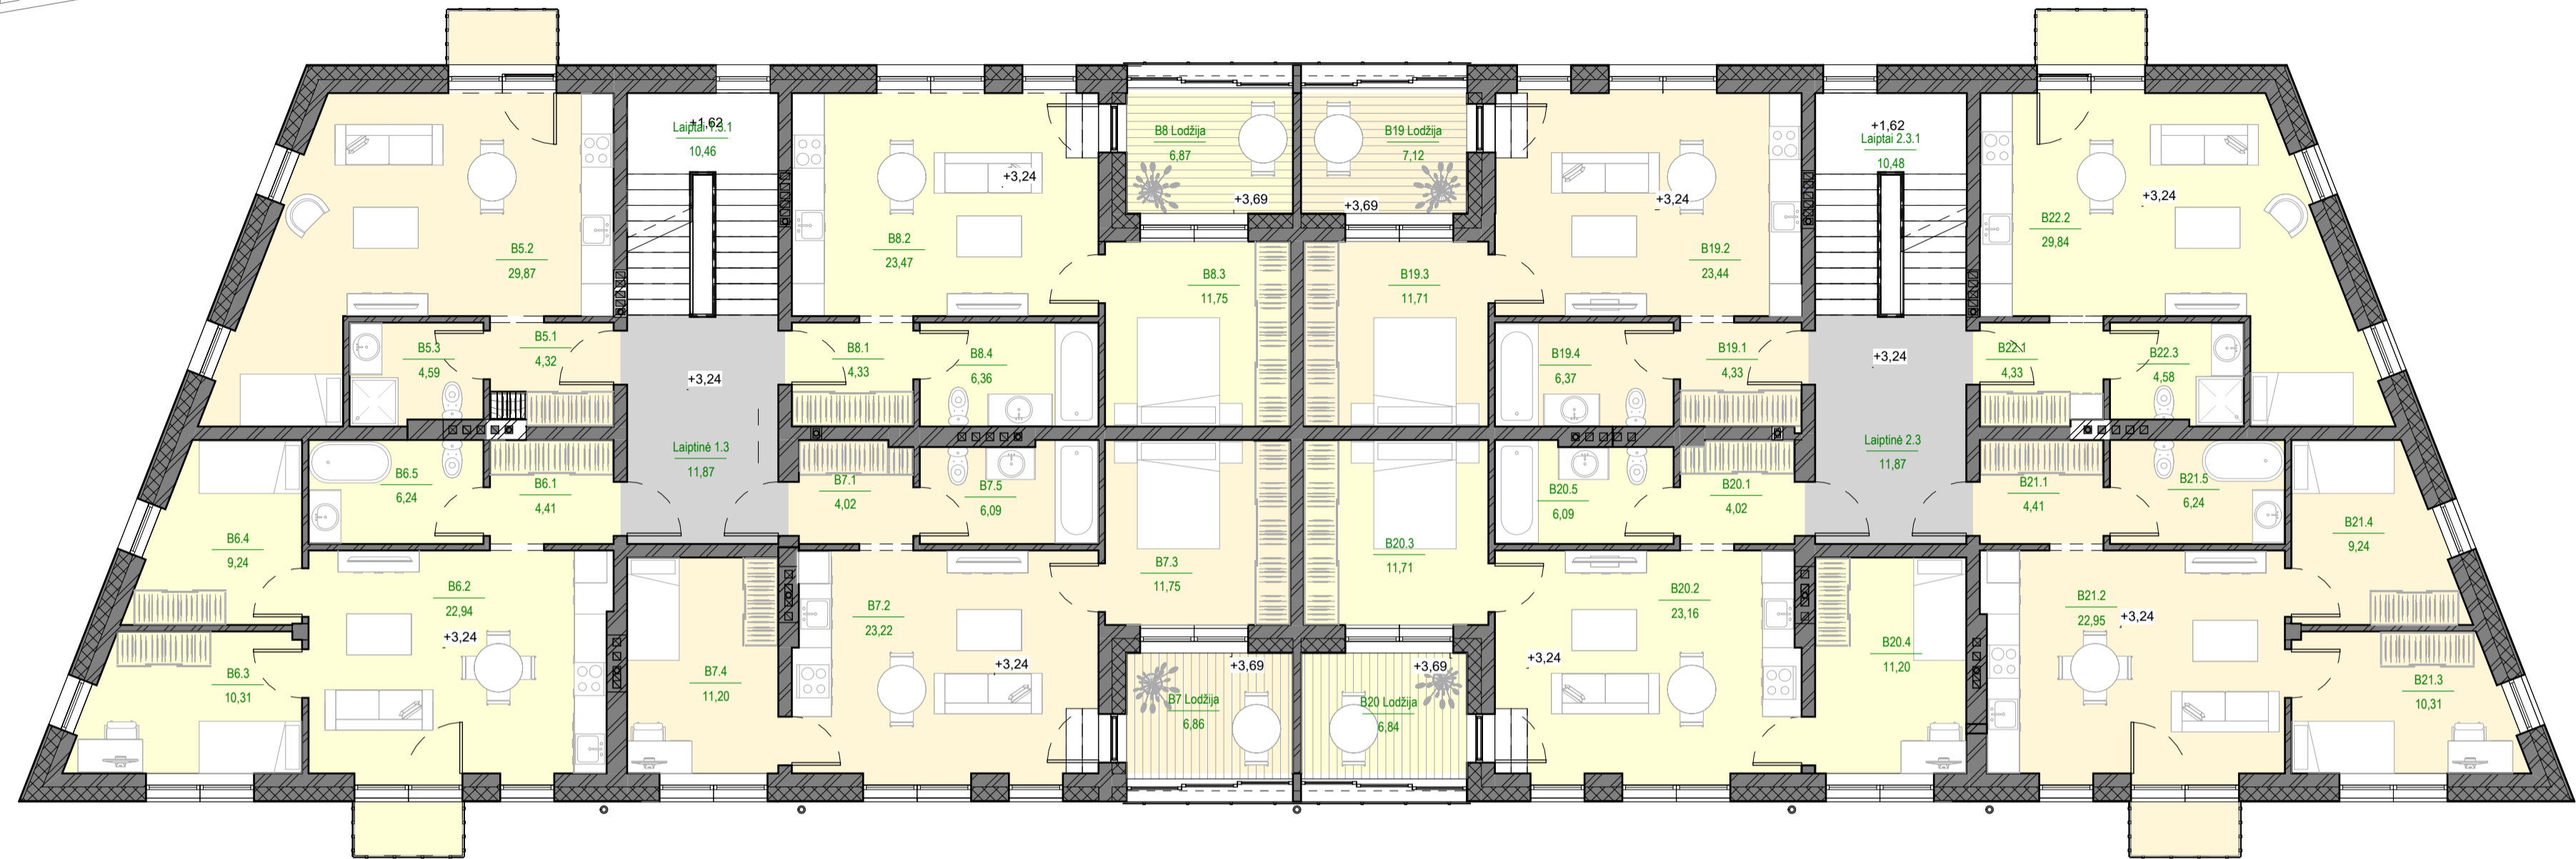 Laiptai 1.3.1
+1,62
10,46
B8 Lodžija
6,87
+3,69
B19 Lodžija
7,12
+3,69
+1,62
Laiptai 2.3.1
10,48
B5.2
29,87
B8.2
23,47
+3,24
B8.3
11,75
B19.3
11,71
+3,24
B19.2
23,44
B22.2
29,84
+3,24
B5.3
4,59
B5.1
4,32
+3,24
B8.1
4,33
B8.4
6,36
B19.4
6,37
B19.1
4,33
+3,24
B22.1
4,33
B22.3
4,58
Laiptinė 1.3
11,87
Laiptinė 2.3
11,87
B6.5
6,24
B6.1
4,41
B7.1
4,02
B7.5
6,09
B20.5
6,09
B20.1
4,02
B21.1
4,41
B21.5
6,24
B6.4
9,24
B6.2
22,94
+3,24
B7.3
11,75
B20.3
11,71
B21.4
9,24
B7.2
23,22
+3,24
B20.2
23,16
+3,24
B21.2
22,95
+3,24
B6.3
10,31
B7.4
11,20
+3,69
B7 Lodžija
6,86
+3,69
B20 Lodžija
6,84
B20.4
11,20
B21.3
10,31